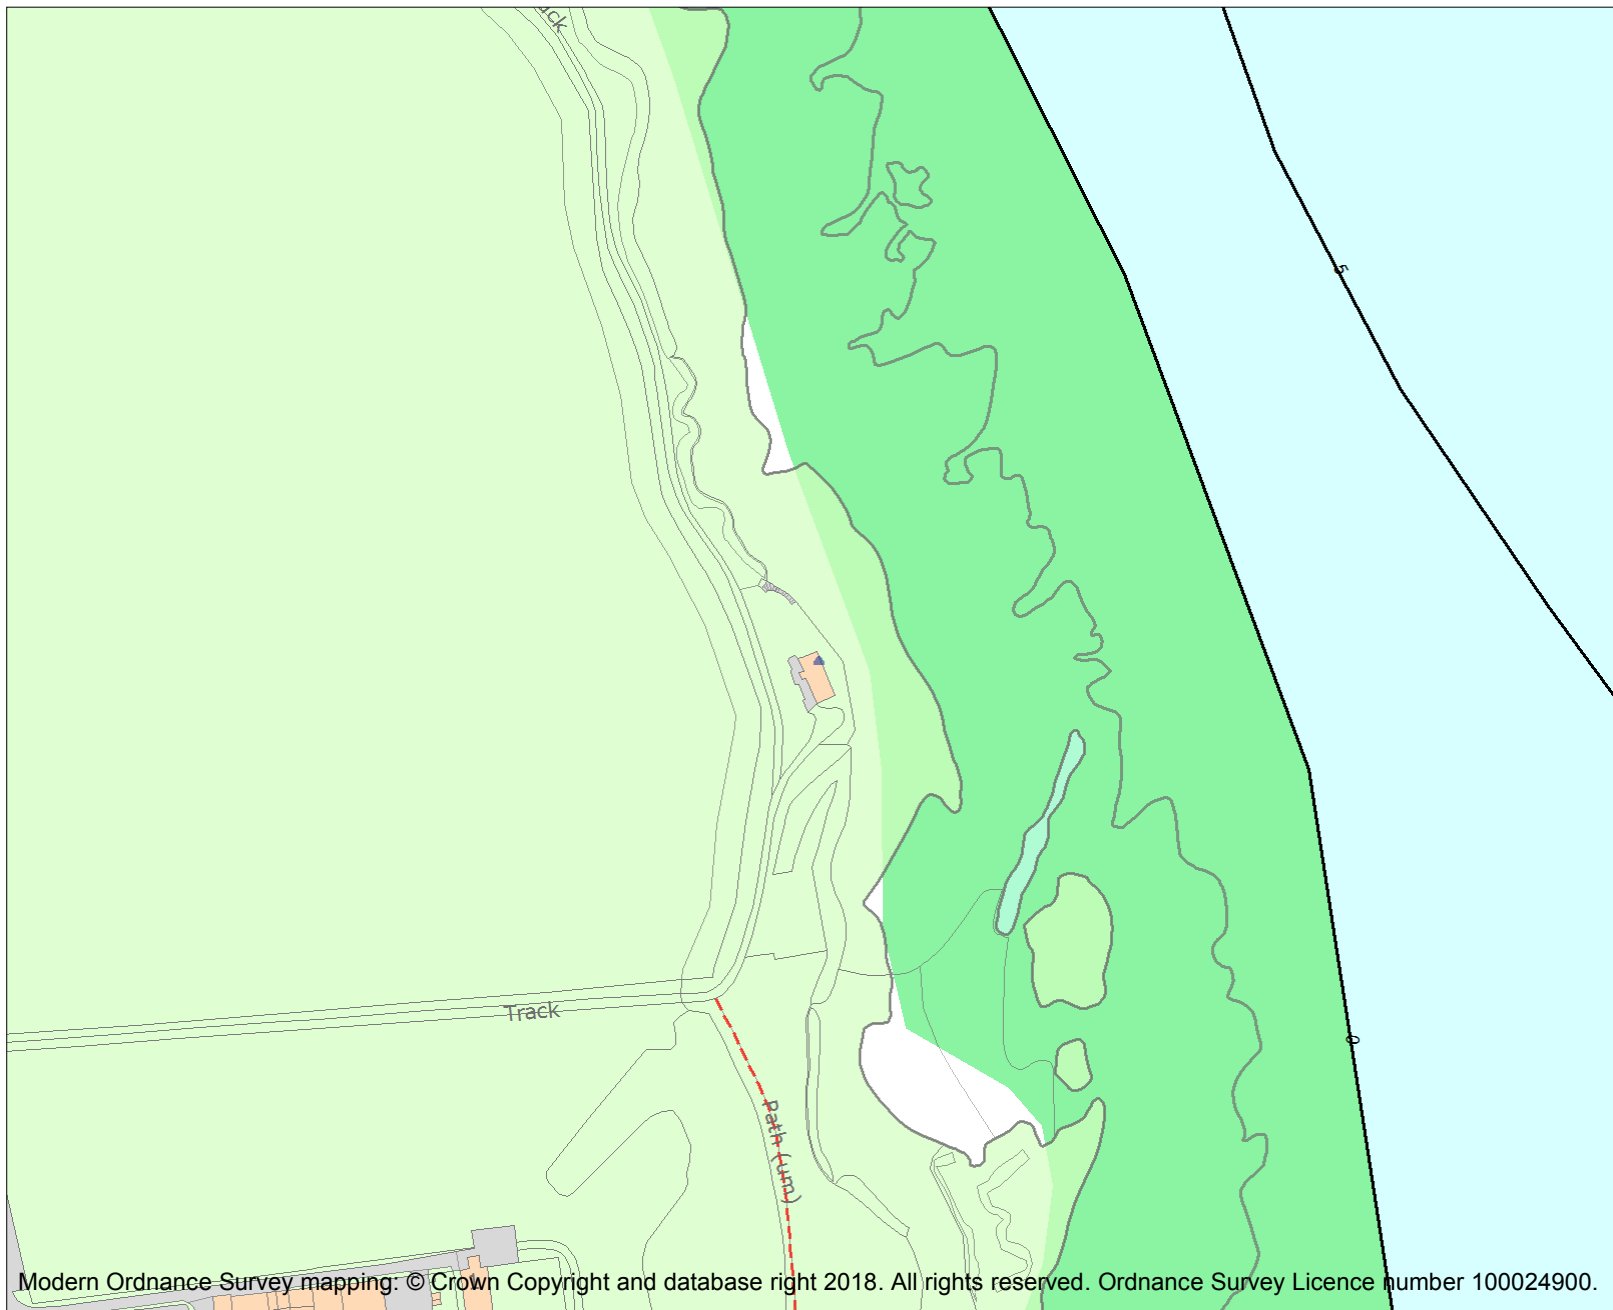 5
Track
0
Path (um)
Modern Ordnance Survey mapping: © Crown Copyright and database right 2018. All rights reserved. Ordnance Survey Licence number 100024900.